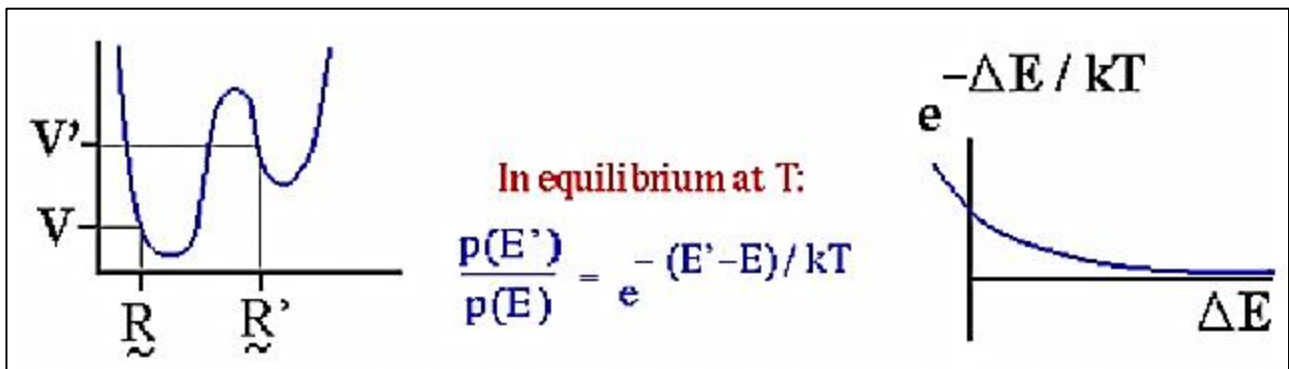 V'
V
R
R'
In equilibrium at T:
p(E')
p(E)
= e
- (E'-E) / kT
e
-ΔE / kT
ΔE